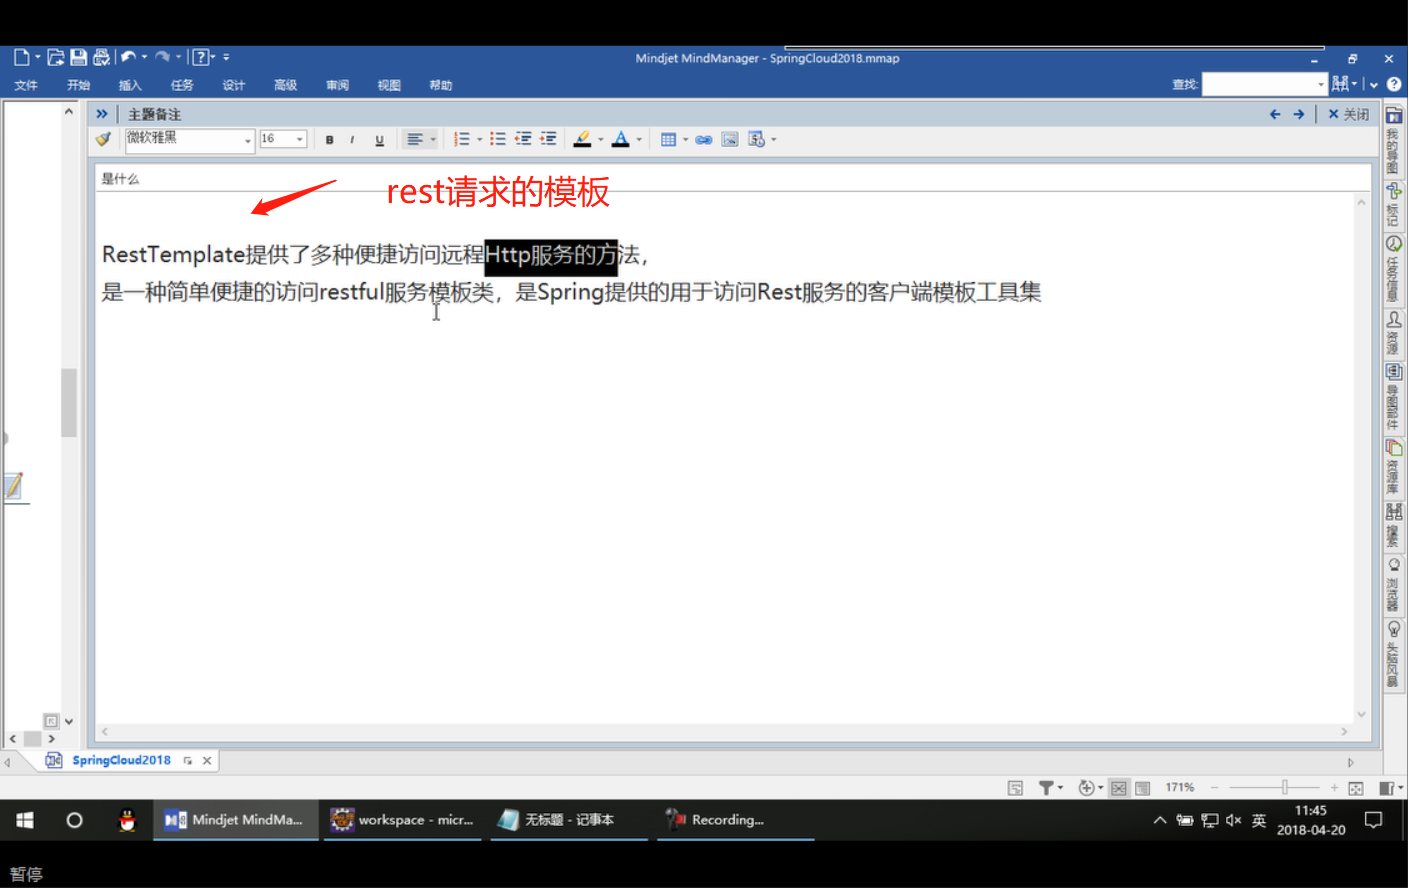 Mindjet MindManager - SpringCloud2018.mmap
文件 开始 插入 任务 设计 高级 审阅 视图 帮助
查找:
主题备注
关闭
微软雅黑 16 B I U
是什么
rest请求的模板
RestTemplate提供了多种便捷访问远程Http服务的方法，
是一种简单便捷的访问restful服务模板类，是Spring提供的用于访问Rest服务的客户端模板工具集
我的导图
标记
任务信息
资源
导图部件
资源库
搜索
浏览器
头脑风暴
SpringCloud2018
171%
Mindjet MindMa...
workspace - micr...
无标题 - 记事本
Recording...
英
11:45
2018-04-20
暂停